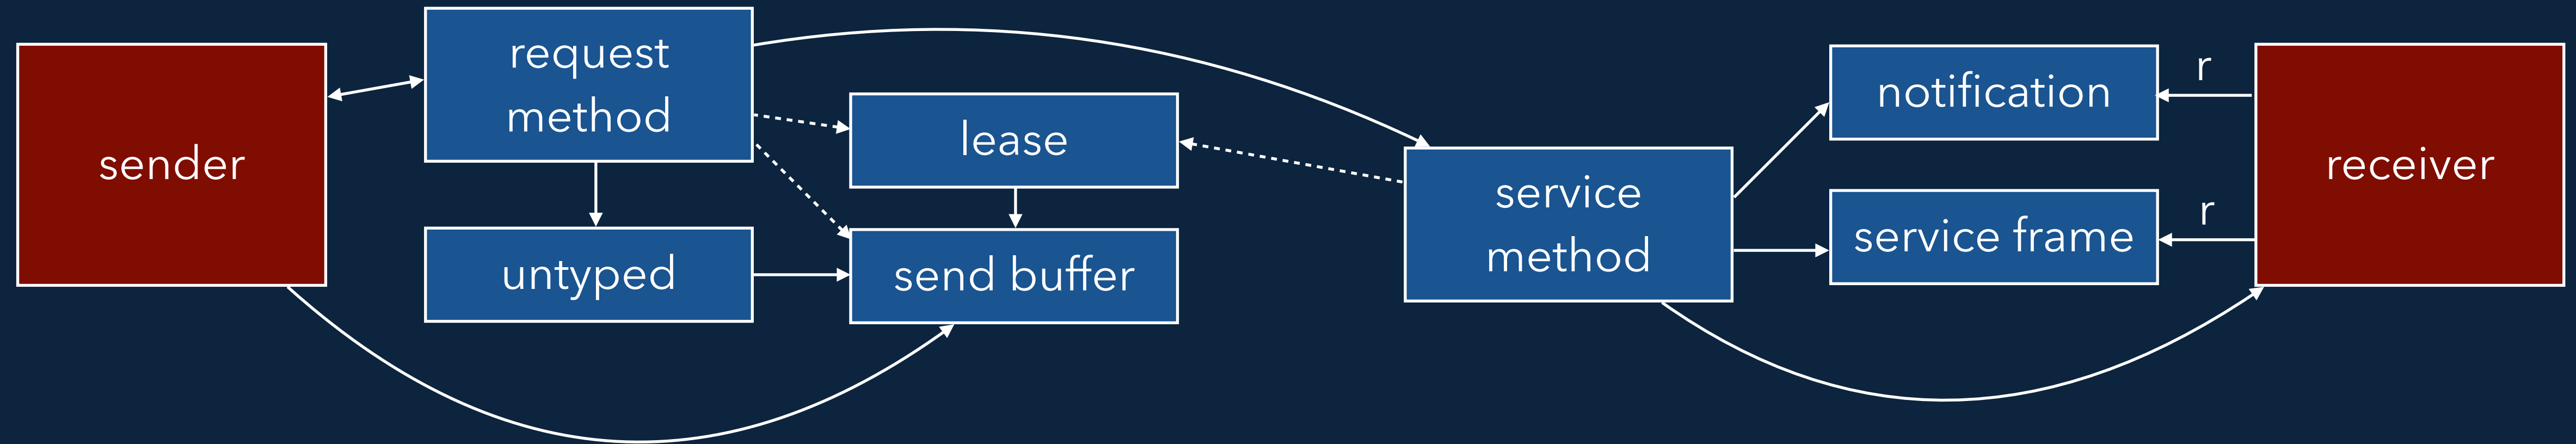 sender
request
method
untyped
lease
send buffer
service
method
notification
service frame
r
r
receiver